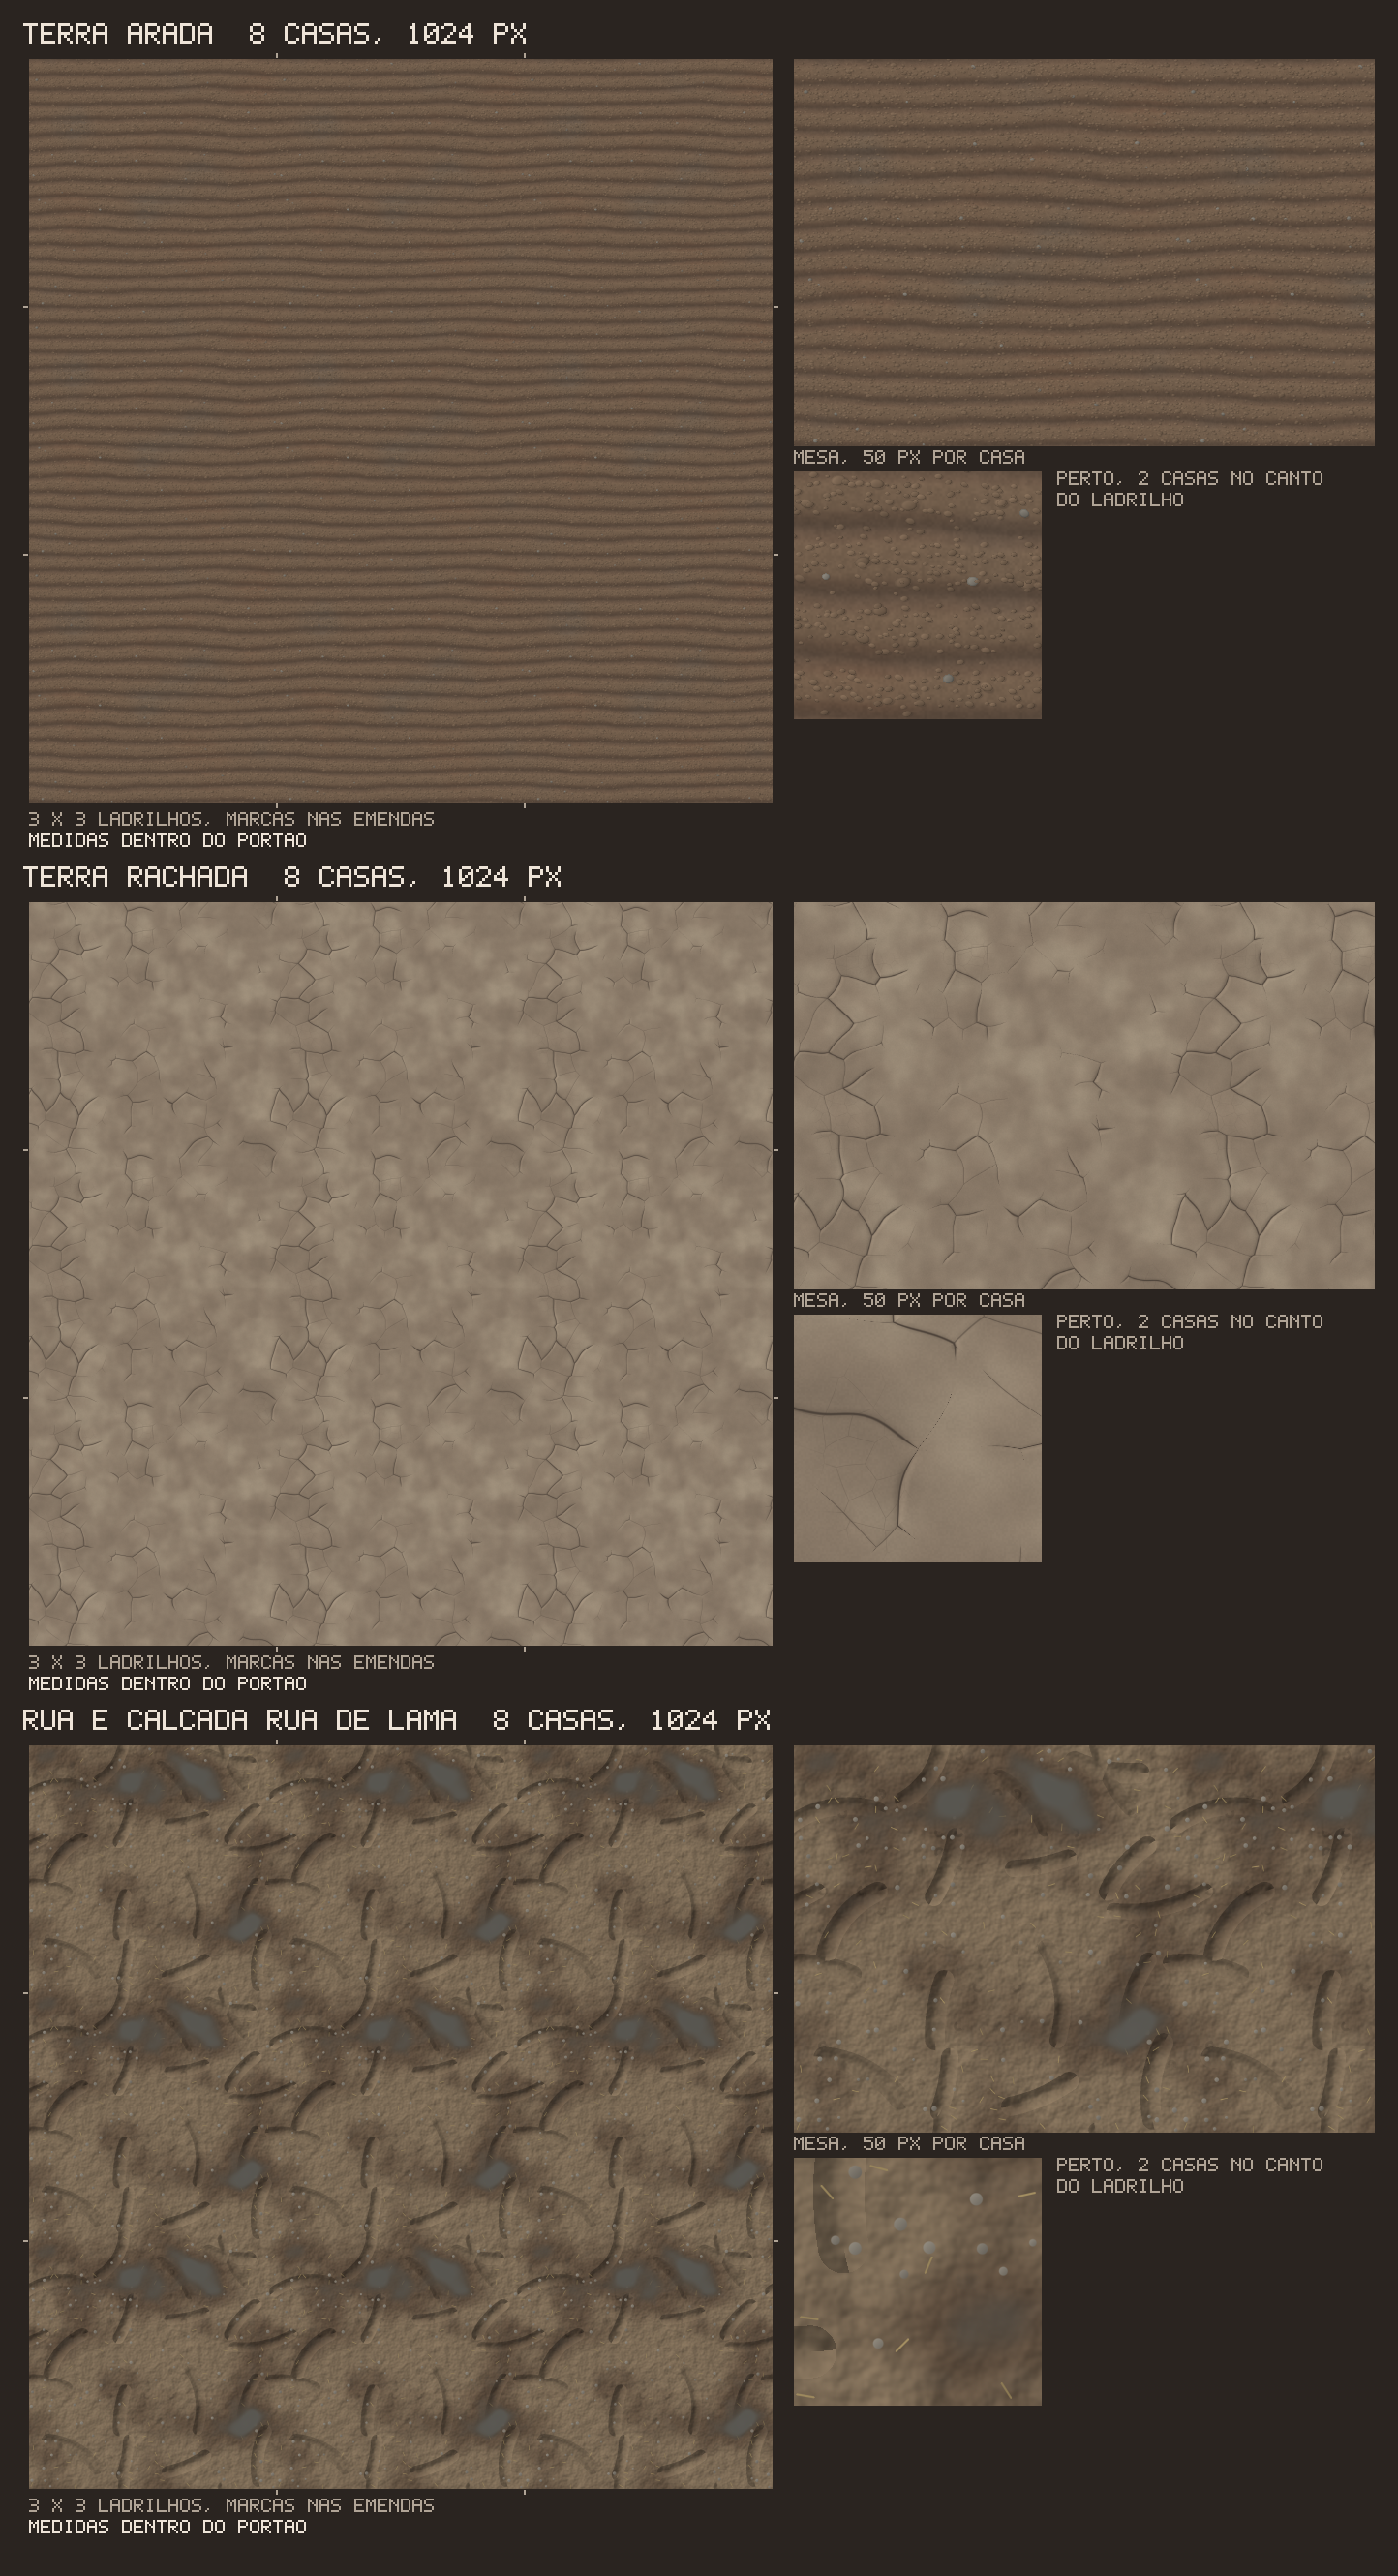 TERRA ARADA  8 CASAS, 1024 PX
MESA, 50 PX POR CASA
PERTO, 2 CASAS NO CANTO
DO LADRILHO
3 X 3 LADRILHOS, MARCAS NAS EMENDAS
MEDIDAS DENTRO DO PORTAO
TERRA RACHADA  8 CASAS, 1024 PX
MESA, 50 PX POR CASA
PERTO, 2 CASAS NO CANTO
DO LADRILHO
3 X 3 LADRILHOS, MARCAS NAS EMENDAS
MEDIDAS DENTRO DO PORTAO
RUA E CALCADA RUA DE LAMA  8 CASAS, 1024 PX
MESA, 50 PX POR CASA
PERTO, 2 CASAS NO CANTO
DO LADRILHO
3 X 3 LADRILHOS, MARCAS NAS EMENDAS
MEDIDAS DENTRO DO PORTAO